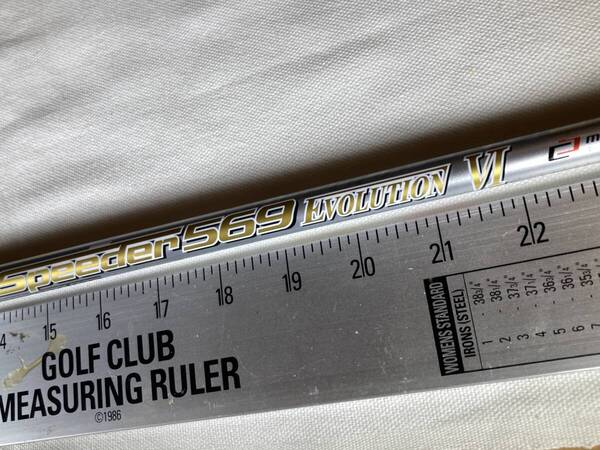 Speeder 569 EVOLUTION VI
14 15 16 17 18 19 20 21 22
GOLF CLUB
MEASURING RULER
©1986
WOMENS STANDARD
IRONS (STEEL)
1 - 38 3/4"
2 - 38 1/4"
3 - 37 3/4"
4 - 37 1/4"
5 - 36 3/4"
6 - 36 1/4"
7 - 35 3/4"